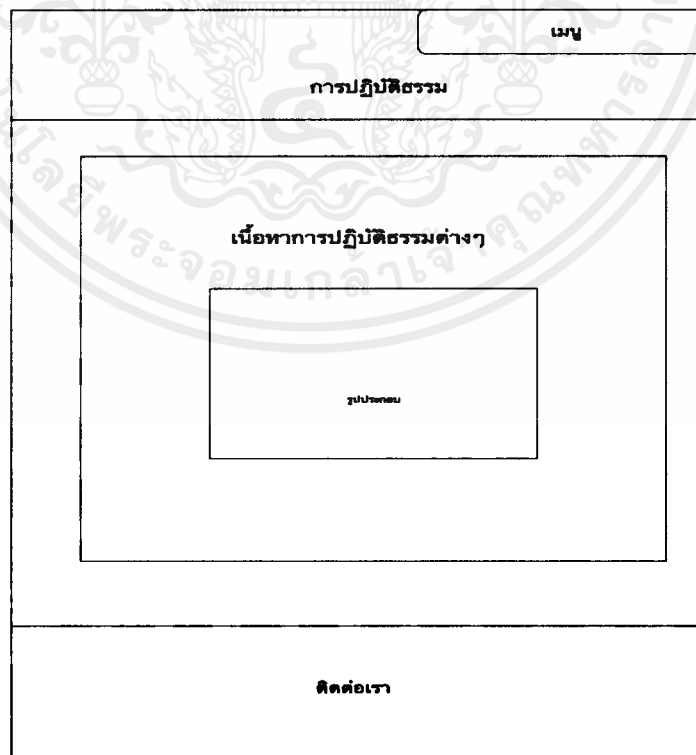 เมนู
การปฏิบัติธรรม
เนื้อหาการปฏิบัติธรรมต่างๆ
รูปประกอบ
ติดต่อเรา